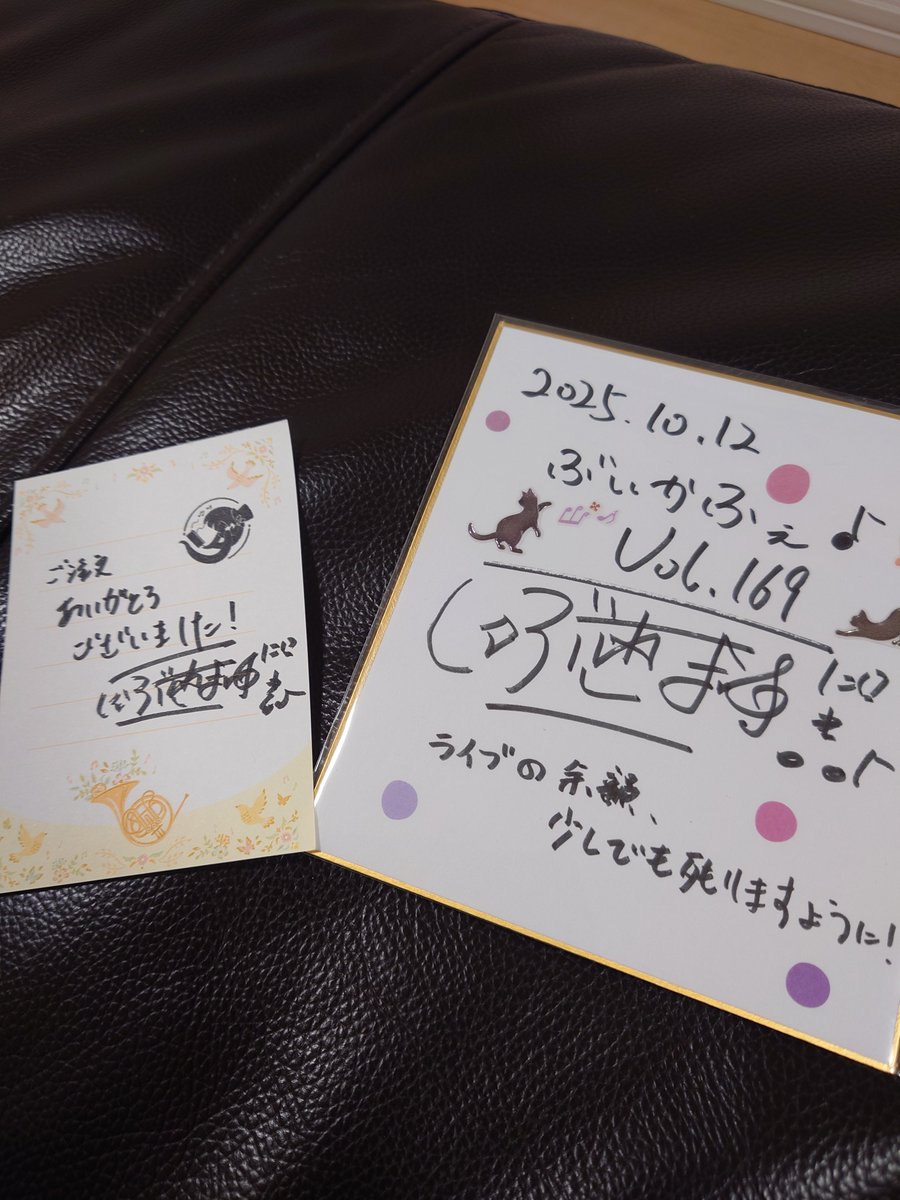 ご注文
ありがとう
ございました!
2025.10.12
ぶいかふぇ♪
Vol.169
ライブの余韻、
少しでも残りますように!